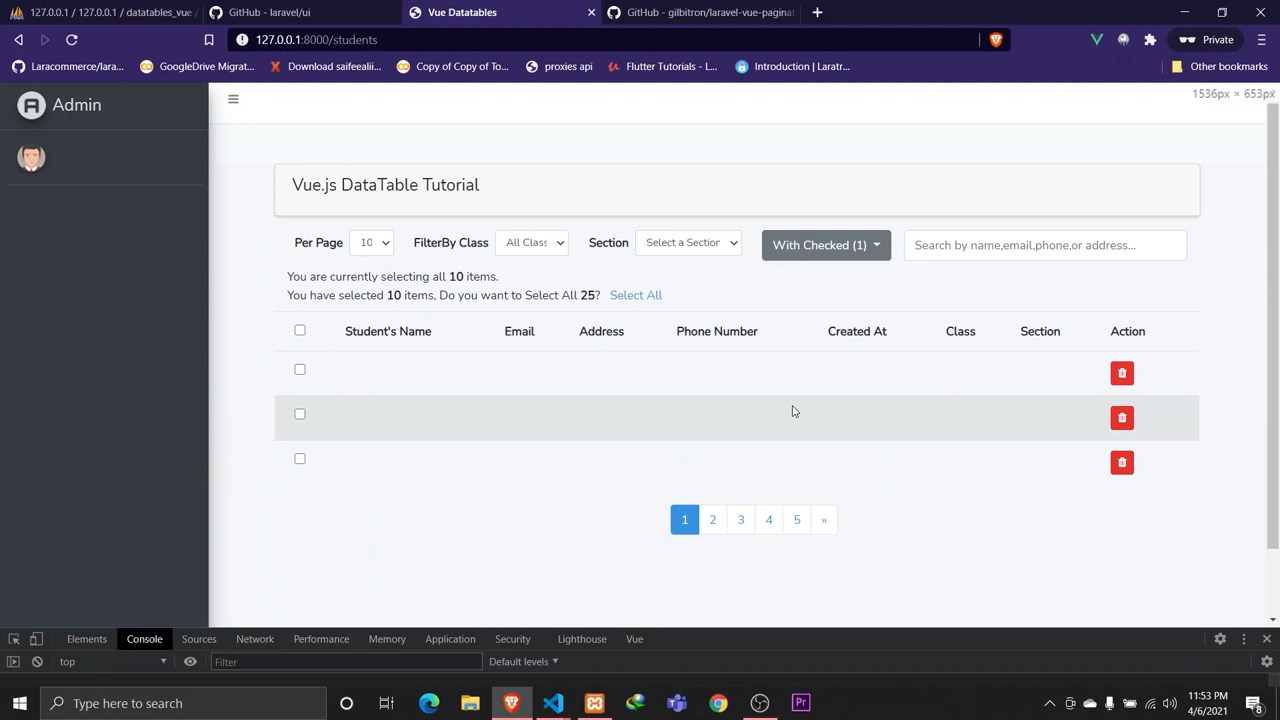 127.0.0.1 / 127.0.0.1 / datatables_vue
GitHub - laravel/ui
Vue Datatables
GitHub - gilbitron/laravel-vue-paginat
127.0.0.1:8000/students
Private
Laracommerce/lara...
GoogleDrive Migrat...
Download saifeealii...
Copy of Copy of To...
proxies api
Flutter Tutorials - L...
Introduction | Laratr...
Other bookmarks
Admin
1536px × 653px
Vue.js DataTable Tutorial
Per Page 10 FilterBy Class All Class Section Select a Section With Checked (1) Search by name,email,phone,or address...
You are currently selecting all 10 items.
You have selected 10 items, Do you want to Select All 25? Select All
Student's Name Email Address Phone Number Created At Class Section Action
1 2 3 4 5 »
Elements Console Sources Network Performance Memory Application Security Lighthouse Vue
top Filter Default levels
Type here to search
Pr
11:53 PM
4/6/2021
8